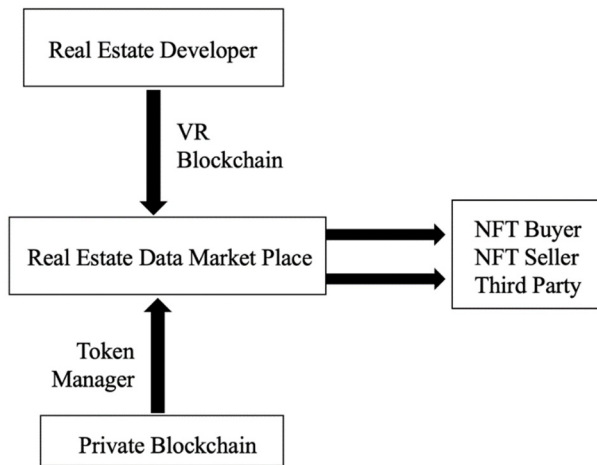 Real Estate Developer
VR
Blockchain
Real Estate Data Market Place
NFT Buyer
NFT Seller
Third Party
Token
Manager
Private Blockchain